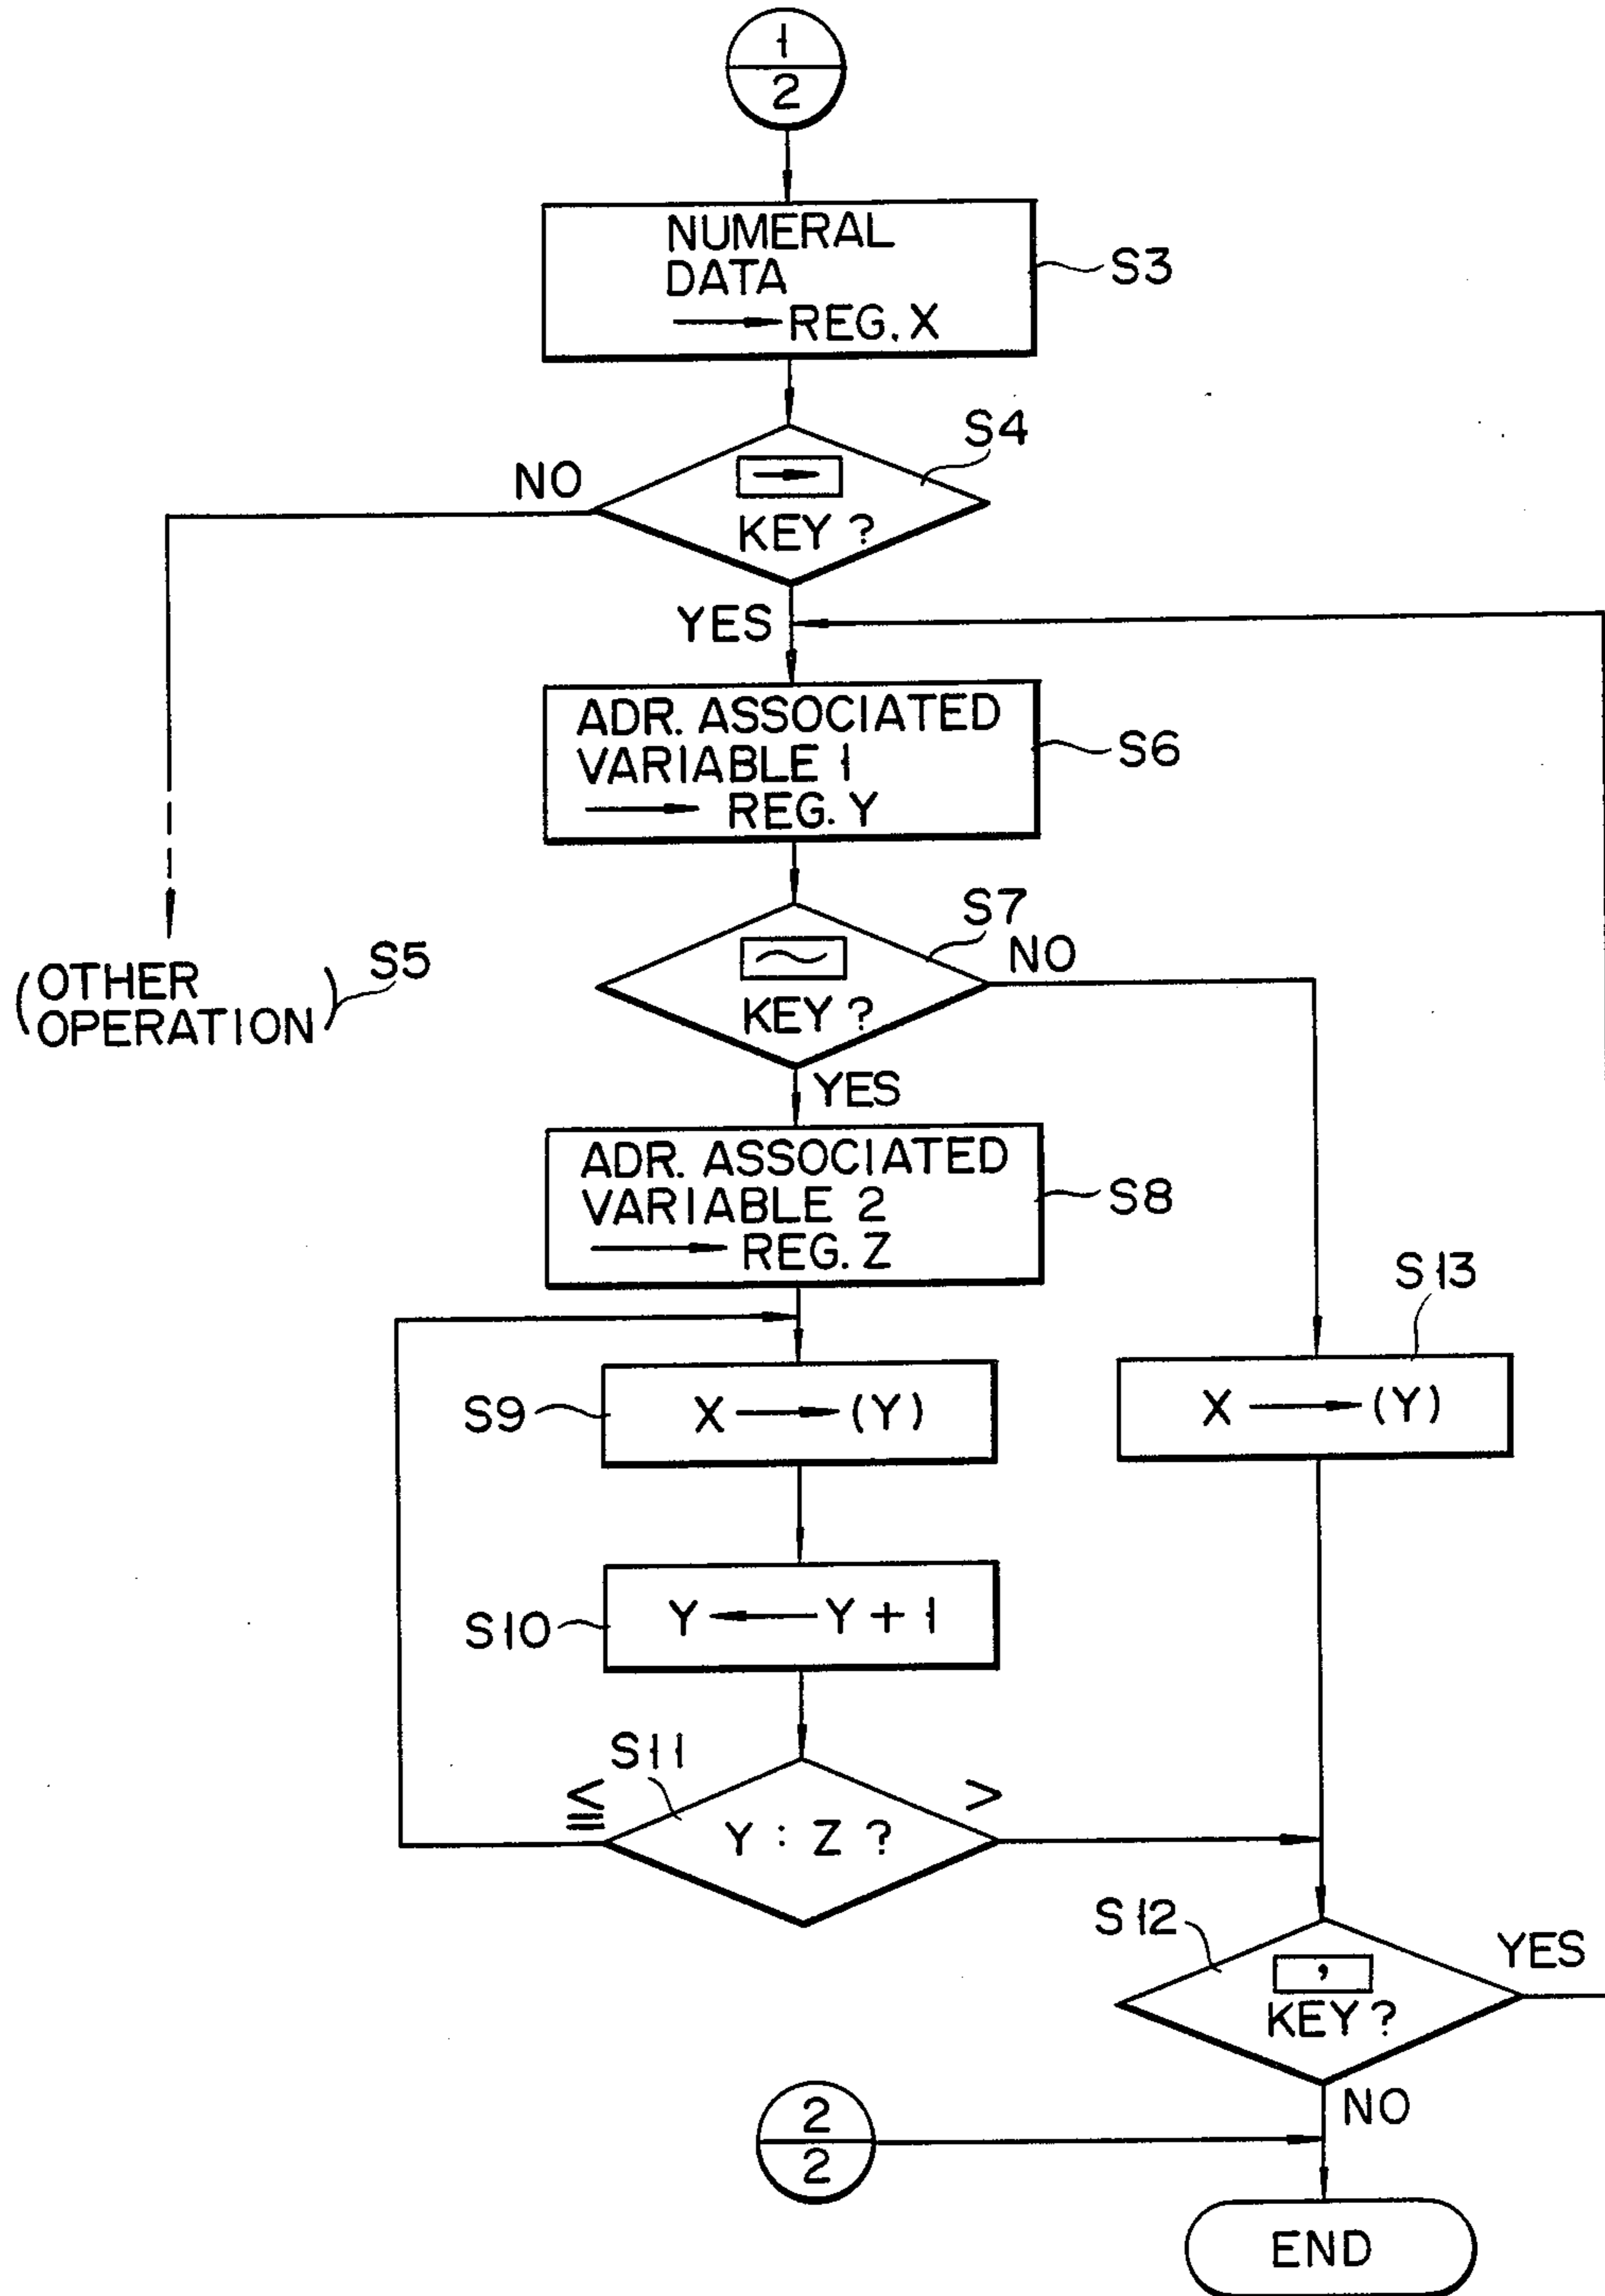 1
2
NUMERAL
DATA
→ REG. X
S3
S4
→
KEY ?
NO
YES
ADR. ASSOCIATED
VARIABLE 1
→ REG. Y
S6
S7
~
KEY ?
NO
(OTHER
OPERATION)
S5
YES
ADR. ASSOCIATED
VARIABLE 2
→ REG. Z
S8
S13
S9
X → (Y)
X → (Y)
S10
Y ← Y + 1
S11
≦
>
Y : Z ?
S12
,
KEY ?
YES
NO
2
2
END